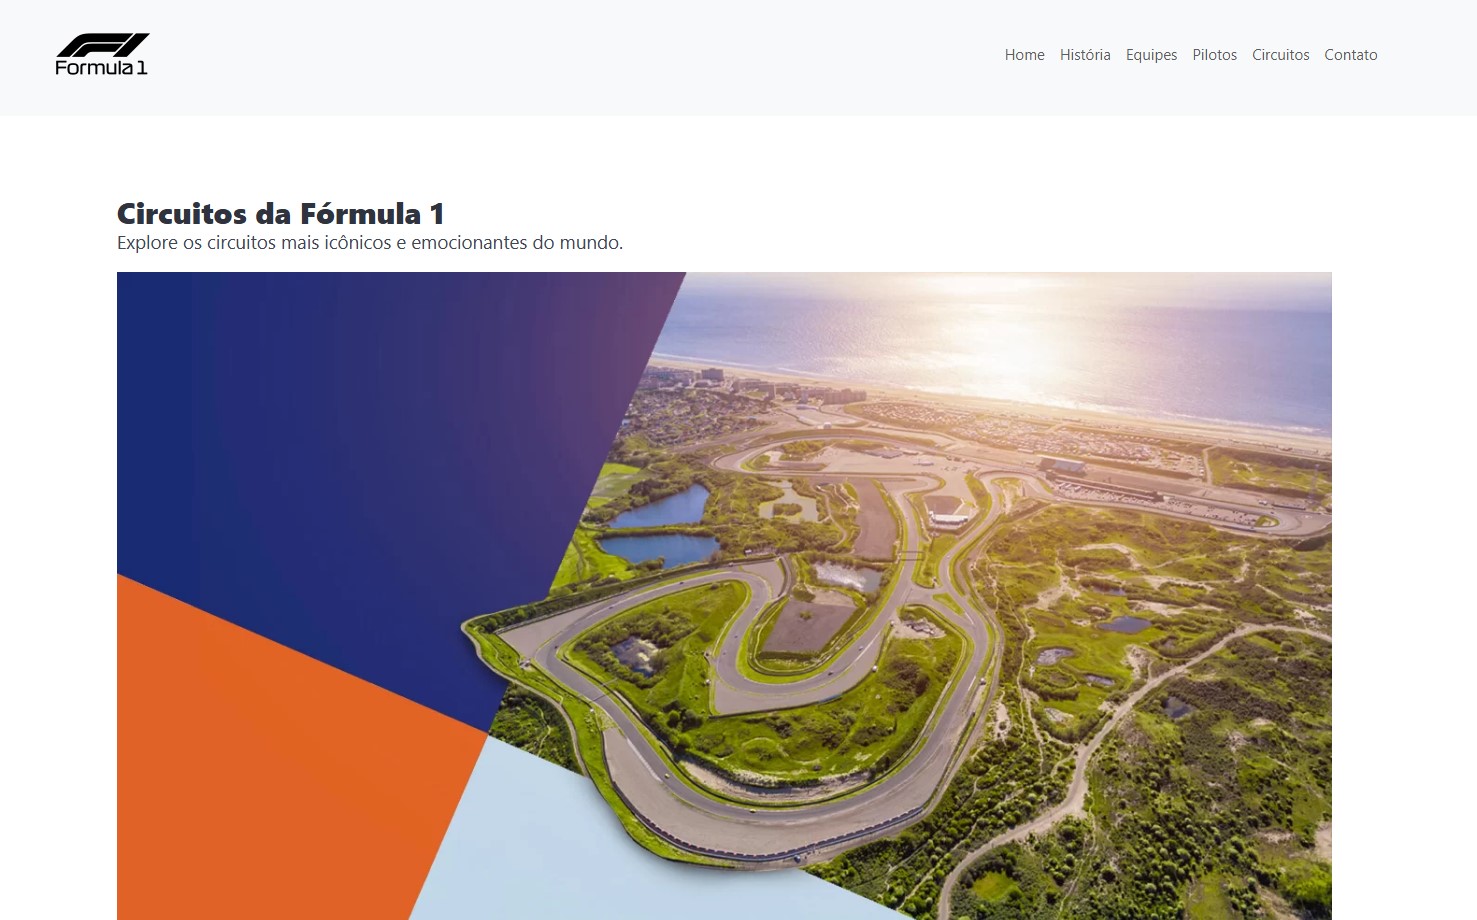 Formula 1
Home História Equipes Pilotos Circuitos Contato
Circuitos da Fórmula 1
Explore os circuitos mais icônicos e emocionantes do mundo.